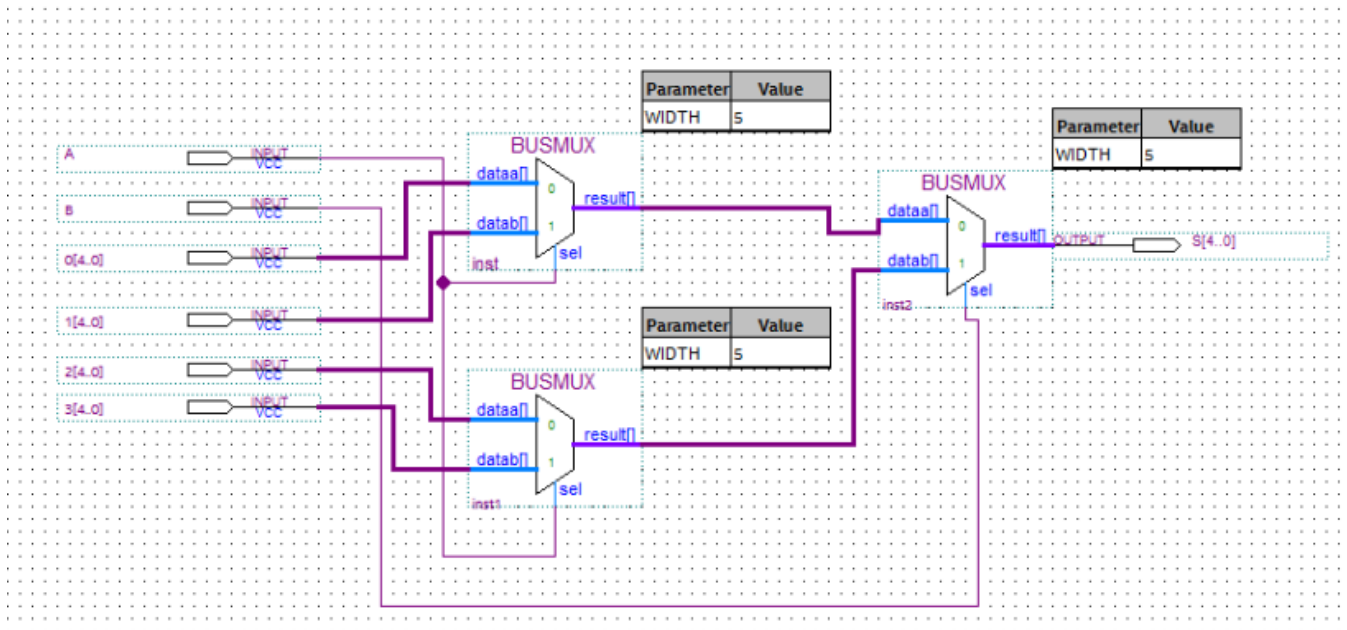 Parameter Value
WIDTH 5
Parameter Value
WIDTH 5
A INPUT
VCC
BUSMUX
dataa[] 0
result[]
datab[] 1
sel
inst
B INPUT
VCC
0[4..0] INPUT
VCC
BUSMUX
dataa[] 0
result[]
datab[] 1
sel
inst2
OUTPUT S[4..0]
1[4..0] INPUT
VCC
Parameter Value
WIDTH 5
2[4..0] INPUT
VCC
3[4..0] INPUT
VCC
BUSMUX
dataa[] 0
result[]
datab[] 1
sel
inst1